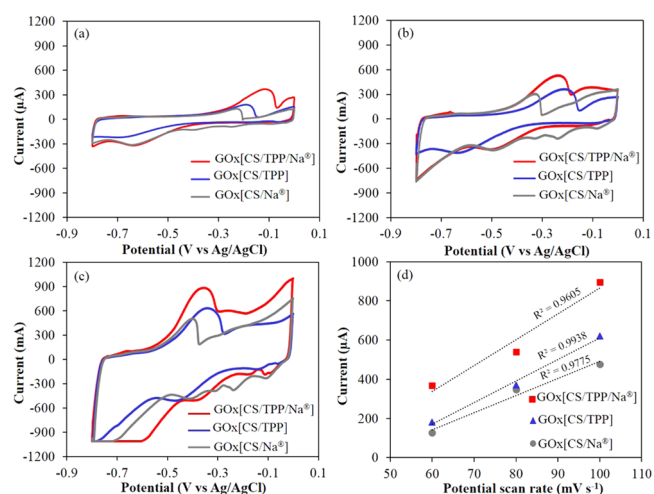 (a)
Current (µA)
1200
900
600
300
0
-300
-600
-900
-1200
-0.9
-0.7
-0.5
-0.3
-0.1
0.1
GOx[CS/TPP/Na®]
GOx[CS/TPP]
GOx[CS/Na®]
Potential (V vs Ag/AgCl)
(b)
Current (mA)
1200
900
600
300
0
-300
-600
-900
-1200
-0.9
-0.7
-0.5
-0.3
-0.1
0.1
GOx[CS/TPP/Na®]
GOx[CS/TPP]
GOx[CS/Na®]
Potential (V vs Ag/AgCl)
(c)
Current (mA)
1200
900
600
300
0
-300
-600
-900
-1200
-0.9
-0.7
-0.5
-0.3
-0.1
0.1
GOx[CS/TPP/Na®]
GOx[CS/TPP]
GOx[CS/Na®]
Potential (V vs Ag/AgCl)
(d)
Current (µA)
1000
800
600
400
200
0
50
60
70
80
90
100
110
R² = 0.9605
R² = 0.9938
R² = 0.9775
GOx[CS/TPP/Na®]
GOx[CS/TPP]
GOx[CS/Na®]
Potential scan rate (mV s⁻¹)